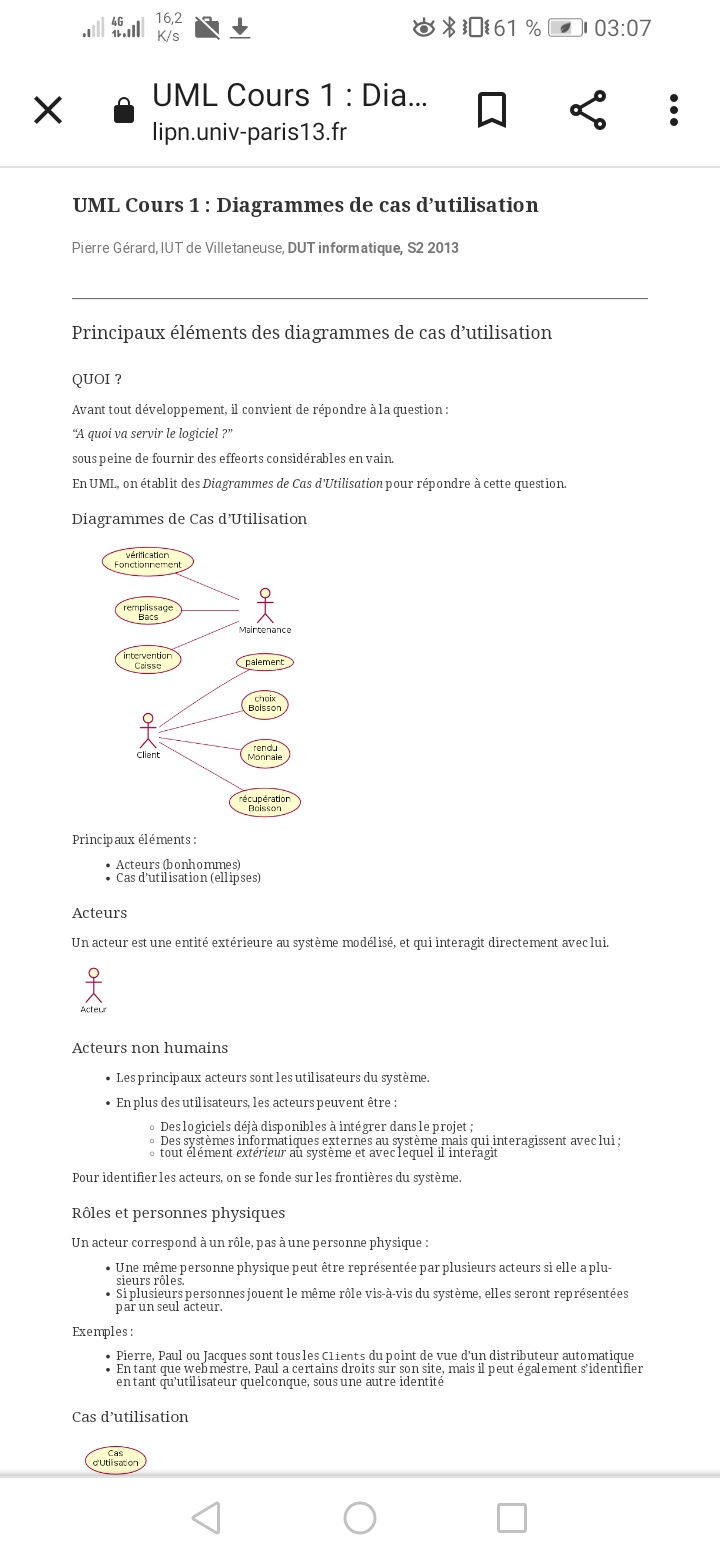 4G
16,2
K/s
61 %
03:07
UML Cours 1 : Dia...
lipn.univ-paris13.fr
UML Cours 1 : Diagrammes de cas d’utilisation
Pierre Gérard, IUT de Villetaneuse, DUT informatique, S2 2013
Principaux éléments des diagrammes de cas d’utilisation
QUOI ?
Avant tout développement, il convient de répondre à la question :
“A quoi va servir le logiciel ?”
sous peine de fournir des effeorts considérables en vain.
En UML, on établit des Diagrammes de Cas d’Utilisation pour répondre à cette question.
Diagrammes de Cas d’Utilisation
vérification
Fonctionnement
remplissage
Bacs
Maintenance
intervention
Caisse
paiement
choix
Boisson
Client
rendu
Monnaie
récupération
Boisson
Principaux éléments :
• Acteurs (bonhommes)
• Cas d’utilisation (ellipses)
Acteurs
Un acteur est une entité extérieure au système modélisé, et qui interagit directement avec lui.
Acteur
Acteurs non humains
• Les principaux acteurs sont les utilisateurs du système.
• En plus des utilisateurs, les acteurs peuvent être :
◦ Des logiciels déjà disponibles à intégrer dans le projet ;
◦ Des systèmes informatiques externes au système mais qui interagissent avec lui ;
◦ tout élément extérieur au système et avec lequel il interagit
Pour identifier les acteurs, on se fonde sur les frontières du système.
Rôles et personnes physiques
Un acteur correspond à un rôle, pas à une personne physique :
• Une même personne physique peut être représentée par plusieurs acteurs si elle a plu-
sieurs rôles.
• Si plusieurs personnes jouent le même rôle vis-à-vis du système, elles seront représentées
par un seul acteur.
Exemples :
• Pierre, Paul ou Jacques sont tous les Clients du point de vue d’un distributeur automatique
• En tant que webmestre, Paul a certains droits sur son site, mais il peut également s’identifier
en tant qu’utilisateur quelconque, sous une autre identité
Cas d’utilisation
Cas
d'Utilisation